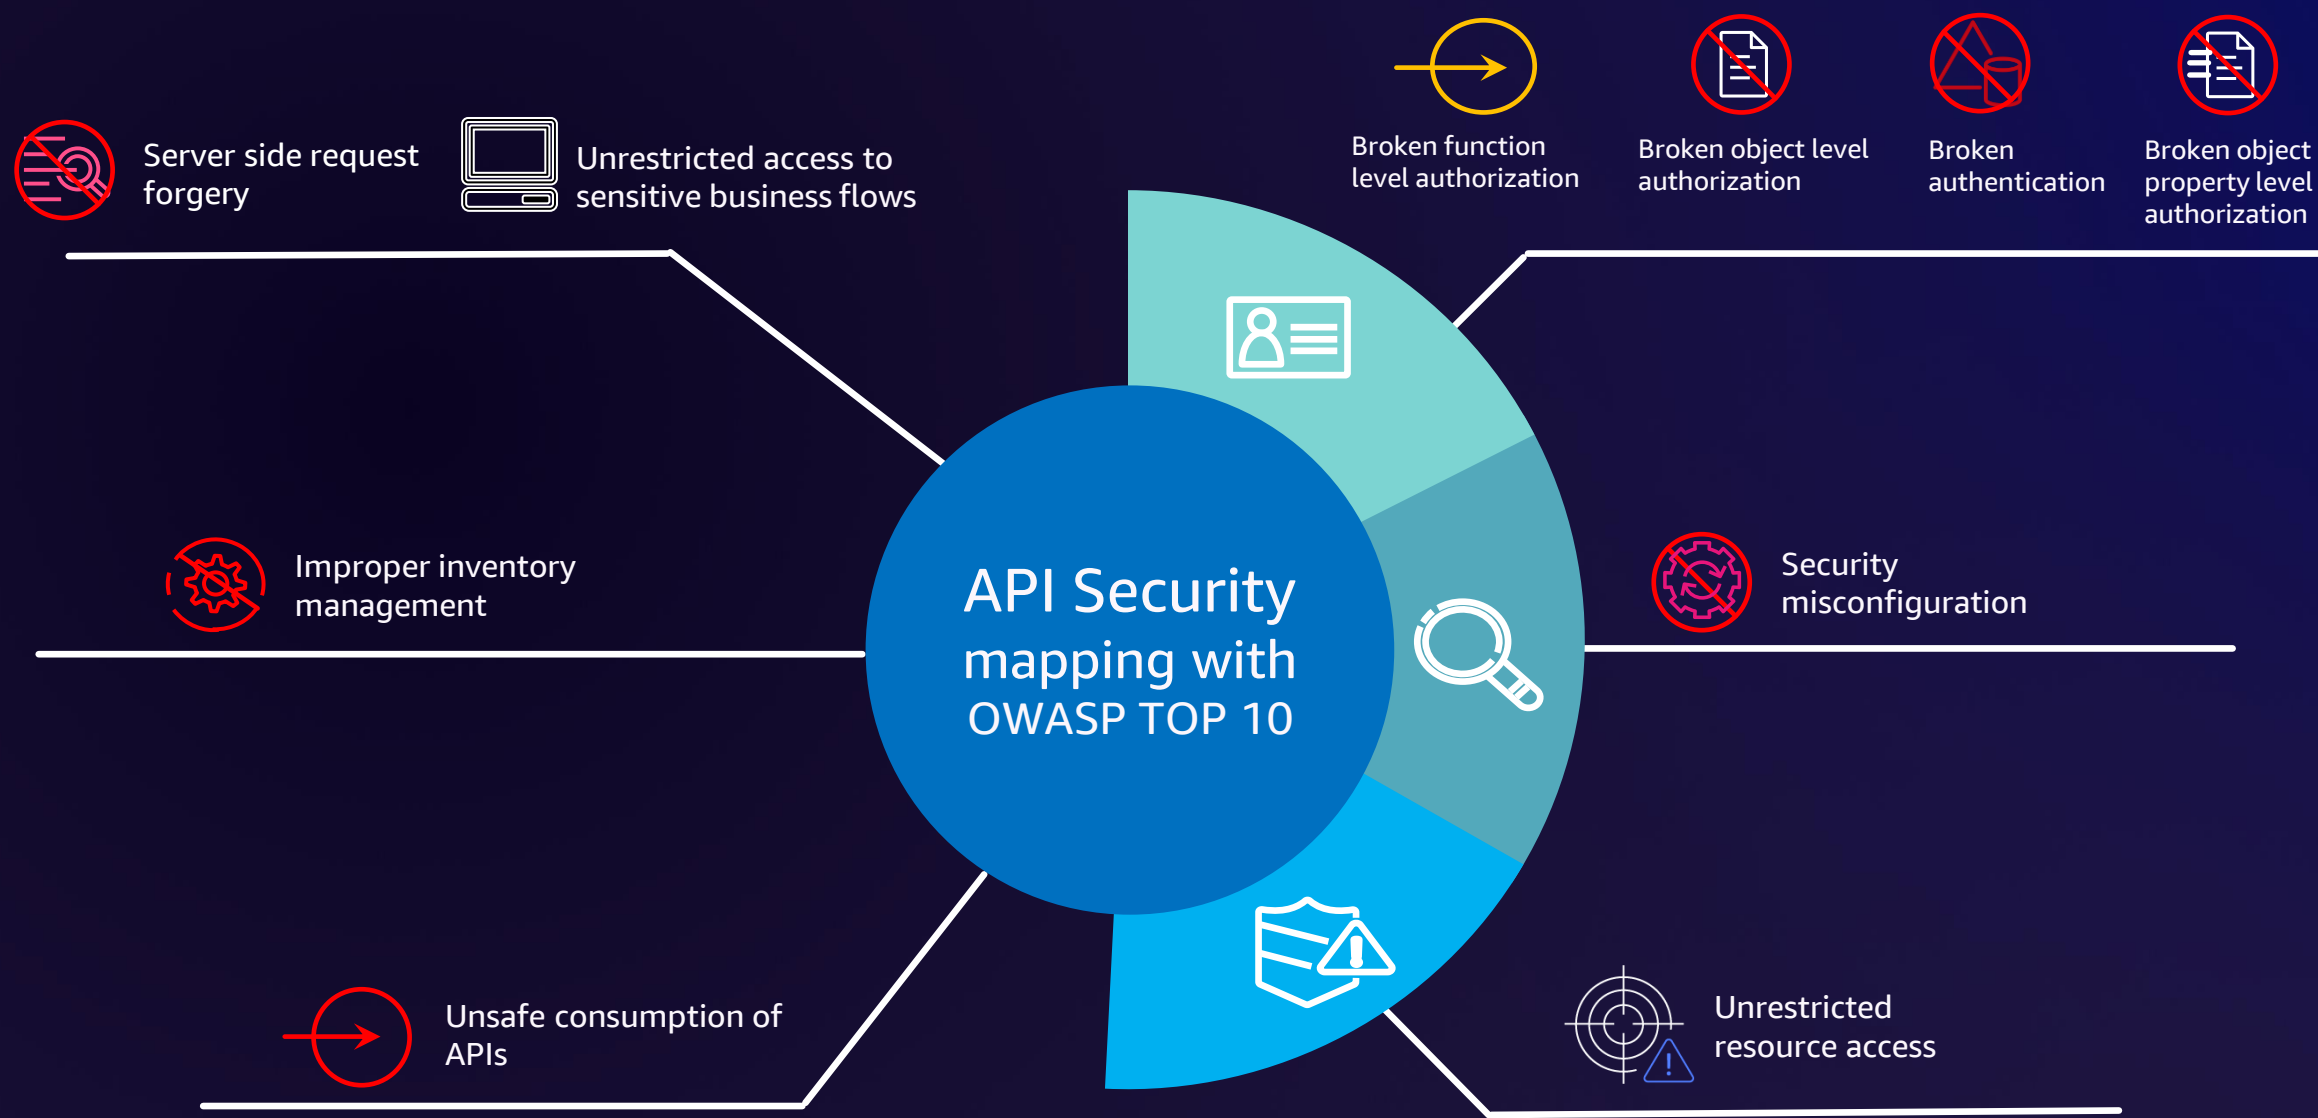 Server side request
forgery
Unrestricted access to
sensitive business flows
Broken function
level authorization
Broken object level
authorization
Broken
authentication
Broken object
property level
authorization
Improper inventory
management
API Security
mapping with
OWASP TOP 10
Security
misconfiguration
Unsafe consumption of
APIs
Unrestricted
resource access